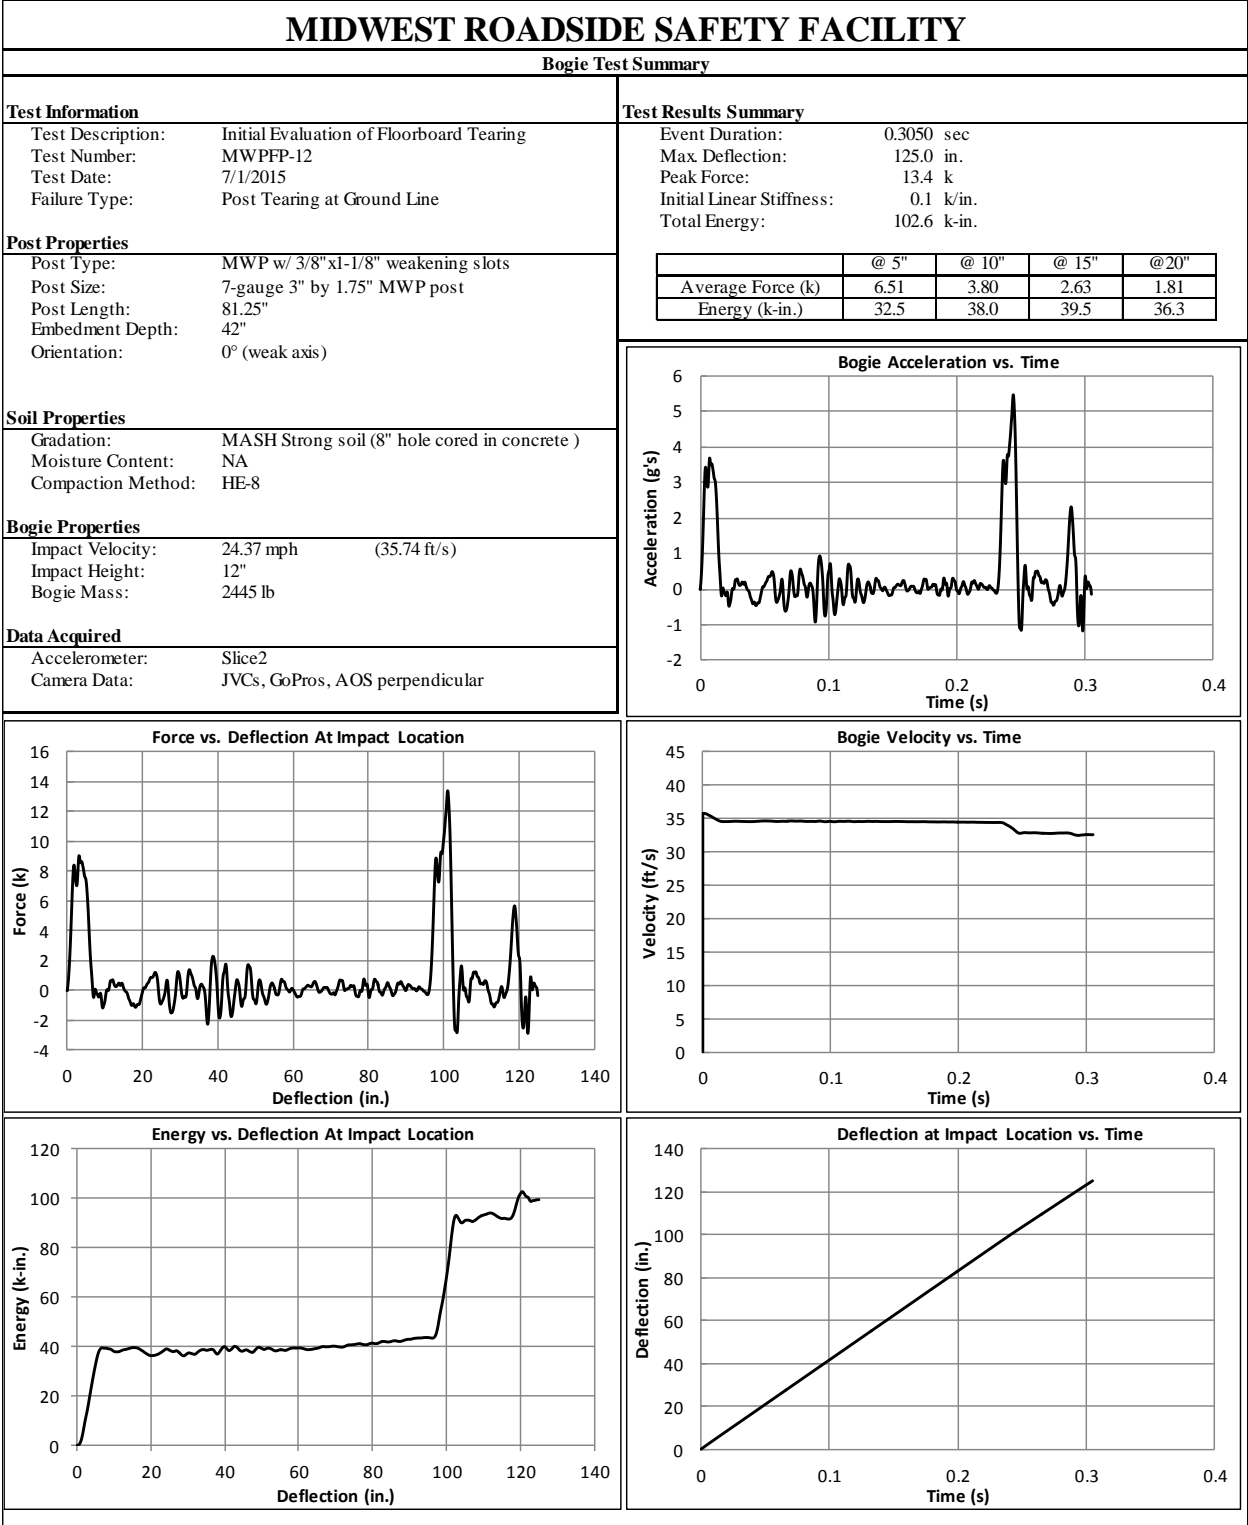 MIDWEST ROADSIDE SAFETY FACILITY
Bogie Test Summary
Test Information
Test Description: Initial Evaluation of Floorboard Tearing
Test Number: MWPFP-12
Test Date: 7/1/2015
Failure Type: Post Tearing at Ground Line
Post Properties
Post Type: MWP w/ 3/8"x1-1/8" weakening slots
Post Size: 7-gauge 3" by 1.75" MWP post
Post Length: 81.25"
Embedment Depth: 42"
Orientation: 0° (weak axis)
Soil Properties
Gradation: MASH Strong soil (8" hole cored in concrete )
Moisture Content: NA
Compaction Method: HE-8
Bogie Properties
Impact Velocity: 24.37 mph (35.74 ft/s)
Impact Height: 12"
Bogie Mass: 2445 lb
Data Acquired
Accelerometer: Slice2
Camera Data: JVCs, GoPros, AOS perpendicular
Test Results Summary
Event Duration: 0.3050 sec
Max. Deflection: 125.0 in.
Peak Force: 13.4 k
Initial Linear Stiffness: 0.1 k/in.
Total Energy: 102.6 k-in.
@ 5" @ 10" @ 15" @20"
Average Force (k) 6.51 3.80 2.63 1.81
Energy (k-in.) 32.5 38.0 39.5 36.3
Bogie Acceleration vs. Time
6
5
4
3
2
1
0
-1
-2
Acceleration (g's)
0 0.1 0.2 0.3 0.4
Time (s)
Force vs. Deflection At Impact Location
16
14
12
10
8
6
4
2
0
-2
-4
Force (k)
0 20 40 60 80 100 120 140
Deflection (in.)
Bogie Velocity vs. Time
45
40
35
30
25
20
15
10
5
0
Velocity (ft/s)
0 0.1 0.2 0.3 0.4
Time (s)
Energy vs. Deflection At Impact Location
120
100
80
60
40
20
0
Energy (k-in.)
0 20 40 60 80 100 120 140
Deflection (in.)
Deflection at Impact Location vs. Time
140
120
100
80
60
40
20
0
Deflection (in.)
0 0.1 0.2 0.3 0.4
Time (s)